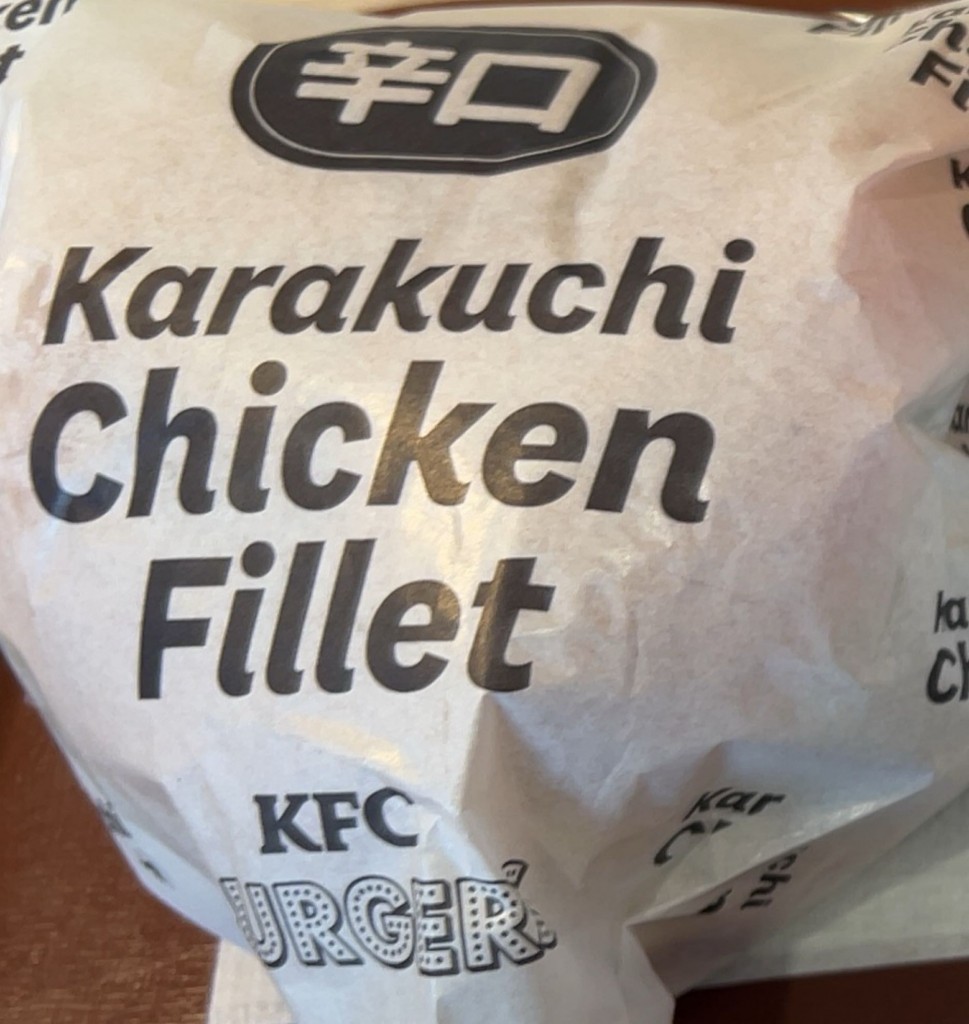 辛口
Karakuchi
Chicken
Fillet
KFC
URGER